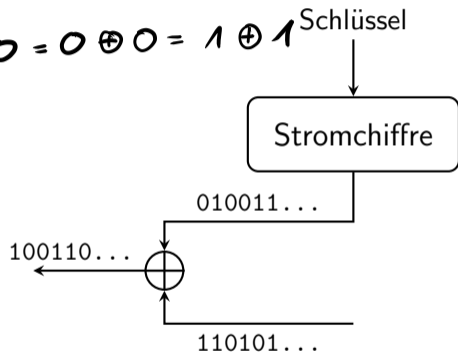 0 = 0 ⊕ 0 = 1 ⊕ 1
Schlüssel
Stromchiffre
010011...
100110...
110101...